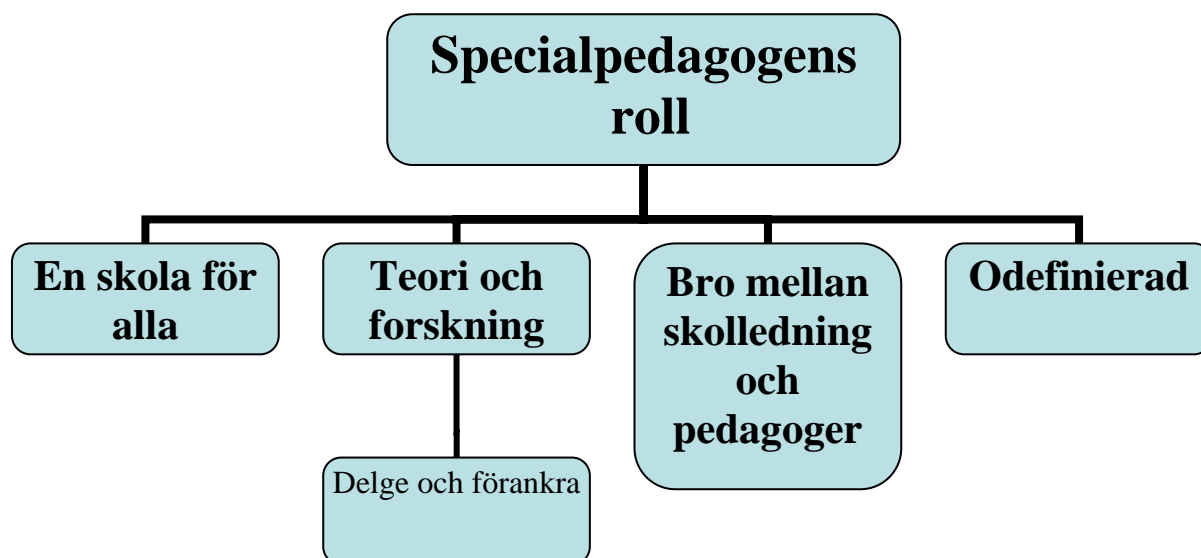 Specialpedagogens
roll
En skola för
alla
Teori och
forskning
Bro mellan
skolledning
och
pedagoger
Odefinierad
Delge och förankra